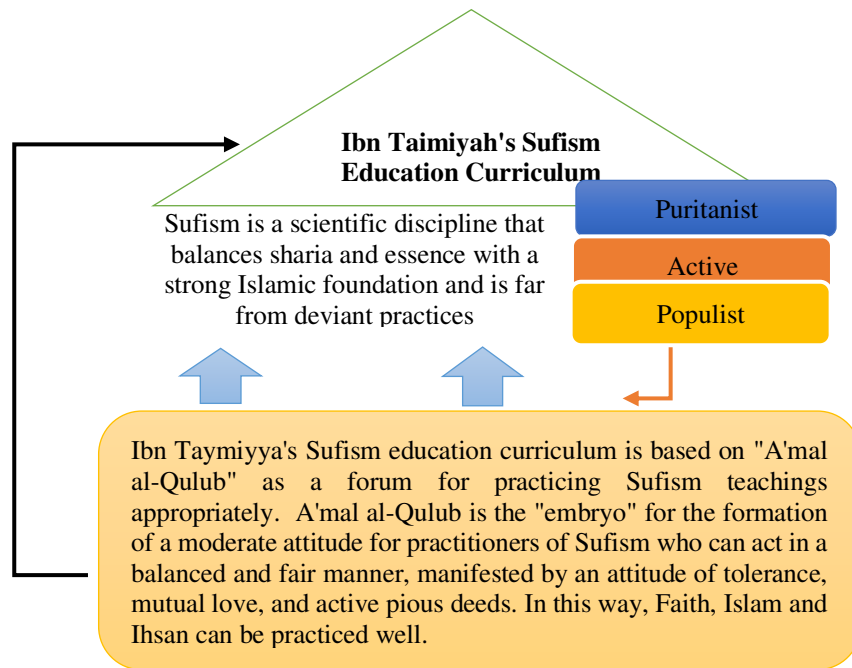 Ibn Taimiyah's Sufism
Education Curriculum
Sufism is a scientific discipline that
balances sharia and essence with a
strong Islamic foundation and is far
from deviant practices
Puritanist
Active
Populist
Ibn Taymiyya's Sufism education curriculum is based on "A'mal
al-Qulub" as a forum for practicing Sufism teachings
appropriately. A'mal al-Qulub is the "embryo" for the formation
of a moderate attitude for practitioners of Sufism who can act in a
balanced and fair manner, manifested by an attitude of tolerance,
mutual love, and active pious deeds. In this way, Faith, Islam and
Ihsan can be practiced well.